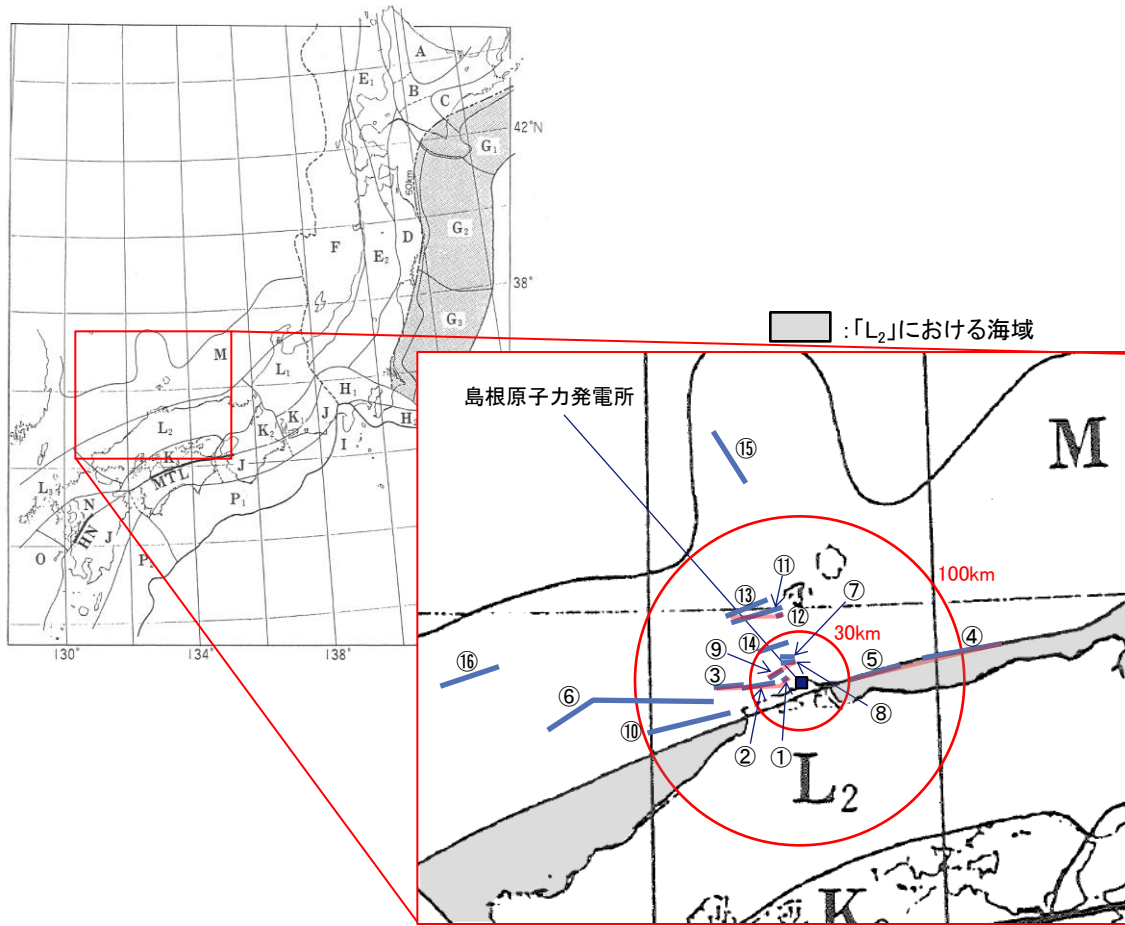 A
E₁
B
C
42°N
G₁
60km
D
G₂
F
E₂
38°
G₃
M
L₁
H₁
L₂
K₂
K₁
J
H
I
K
MTL
J
L₃
P₁
N
HN
J
O
P₂
130°
134°
138°
:「L₂」における海域
島根原子力発電所
⑮
M
⑪
100km
⑬
⑦
⑫
30km
⑭
④
⑨
⑤
⑯
③
⑥
⑧
⑩
②
①
L₂
K